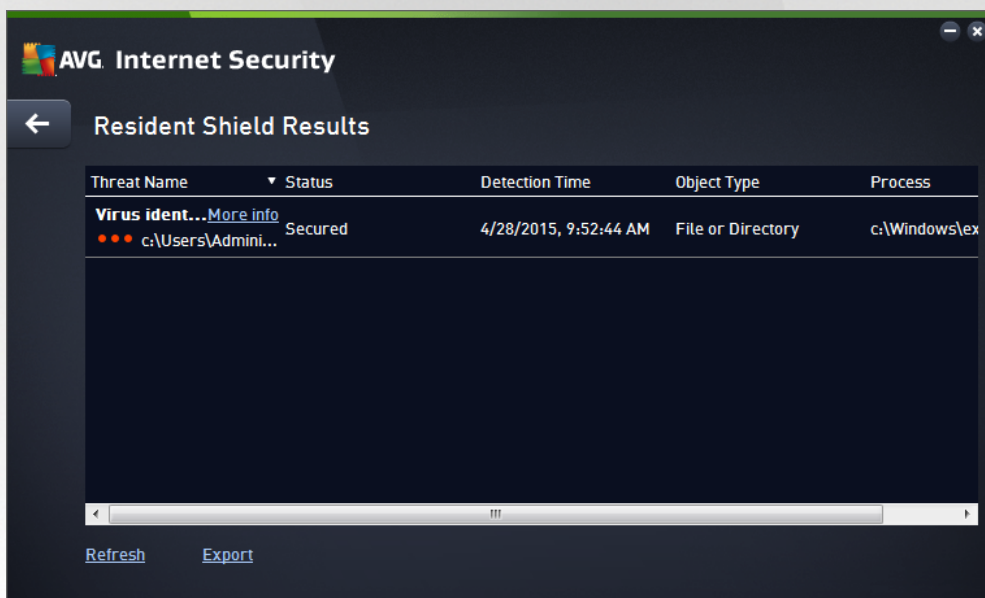 AVG Internet Security
Resident Shield Results
Threat Name Status Detection Time Object Type Process
Virus ident...More info
c:\Users\Admini...
Secured 4/28/2015, 9:52:44 AM File or Directory c:\Windows\ex
Refresh Export